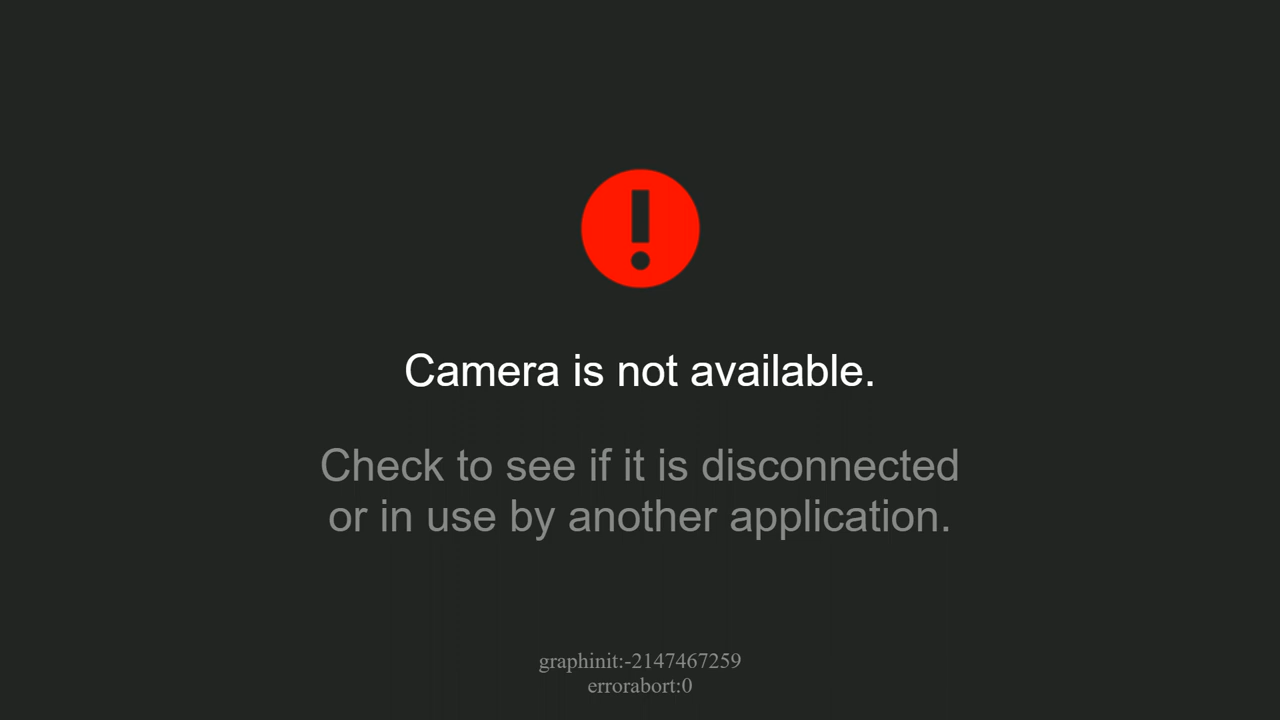 Camera is not available.
Check to see if it is disconnected
or in use by another application.
graphinit:-2147467259
errorabort:0